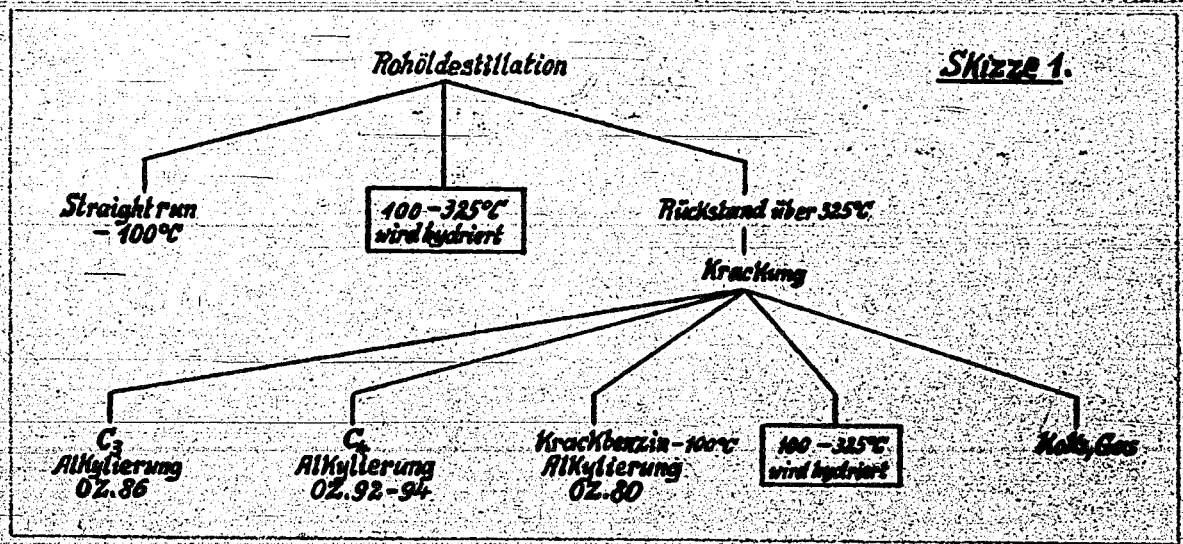 Rohöldestillation
Skizze 1.
Straight run
- 100°C
100 - 325°C
wird hydriert
Rückstand über 325°C
Krackung
C3
Alkylierung
OZ. 86
C4
Alkylierung
OZ. 92-94
Krackbenzin - 100°C
Alkylierung
OZ. 80
100 - 325°C
wird hydriert
Koks, Gas